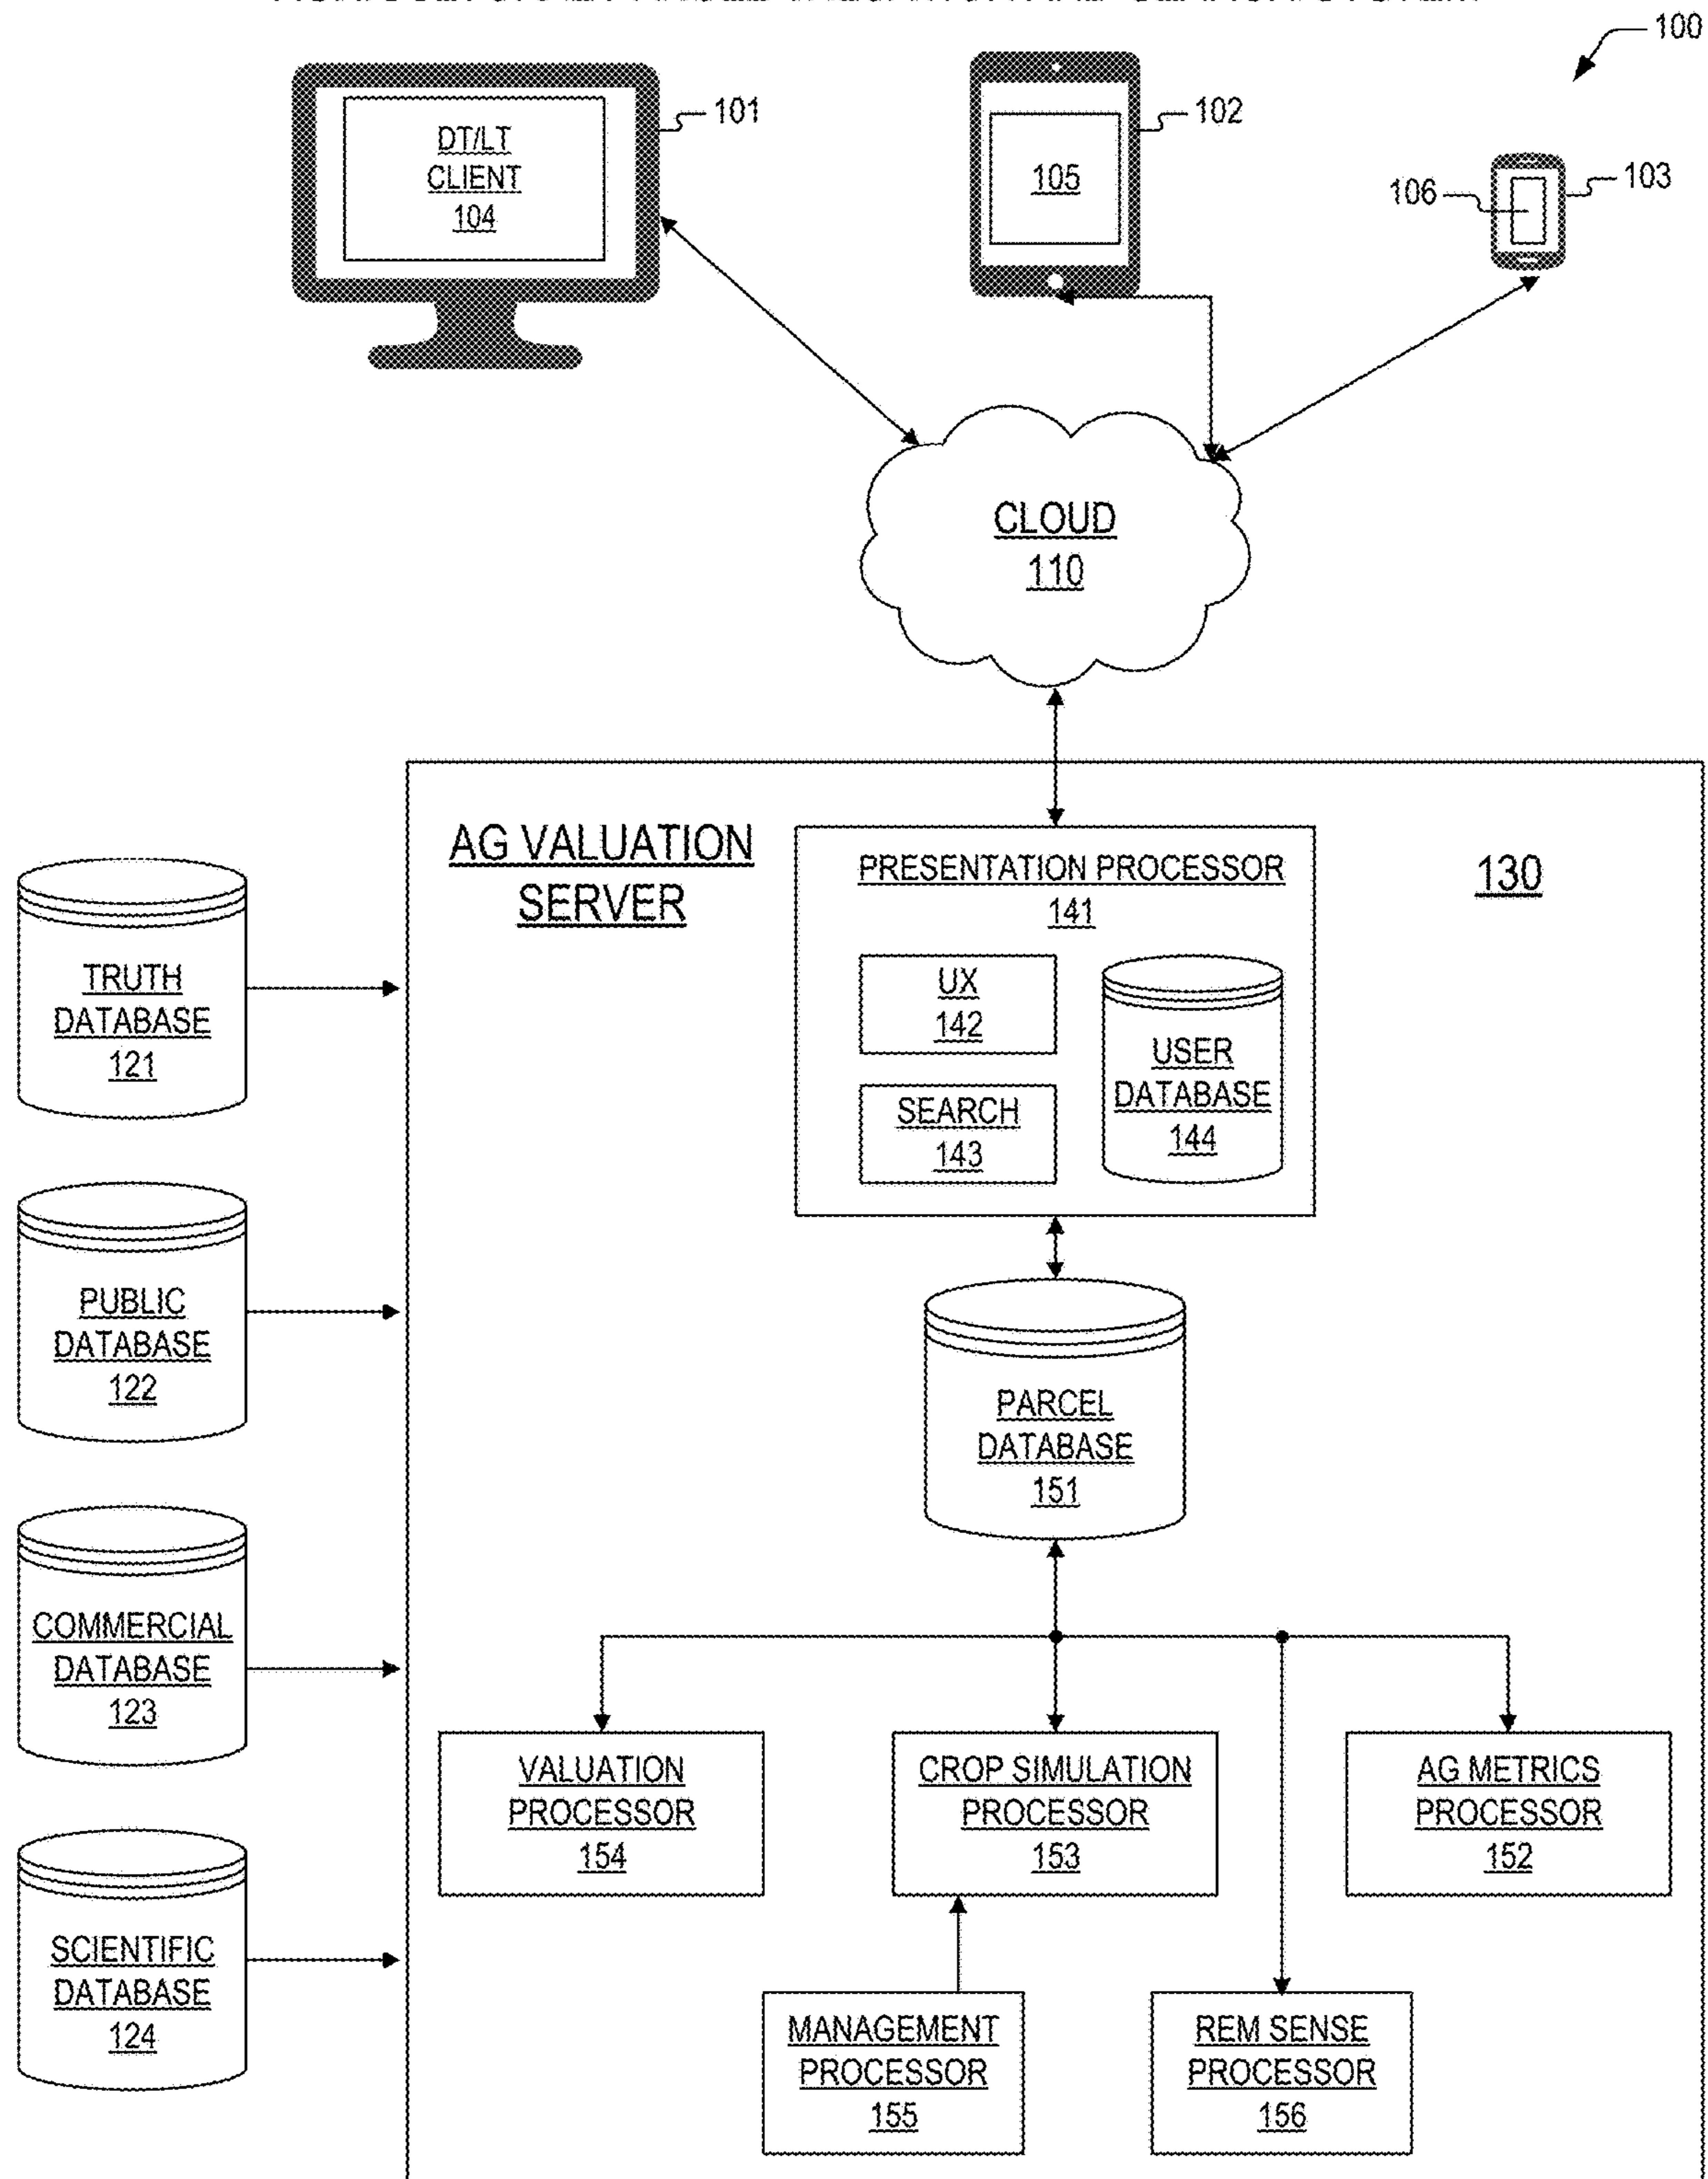 100
101
DT/LT
CLIENT
104
102
105
103
106
CLOUD
110
AG VALUATION
SERVER
130
PRESENTATION PROCESSOR
141
UX
142
SEARCH
143
USER
DATABASE
144
TRUTH
DATABASE
121
PUBLIC
DATABASE
122
COMMERCIAL
DATABASE
123
SCIENTIFIC
DATABASE
124
PARCEL
DATABASE
151
VALUATION
PROCESSOR
154
CROP SIMULATION
PROCESSOR
153
AG METRICS
PROCESSOR
152
MANAGEMENT
PROCESSOR
155
REM SENSE
PROCESSOR
156